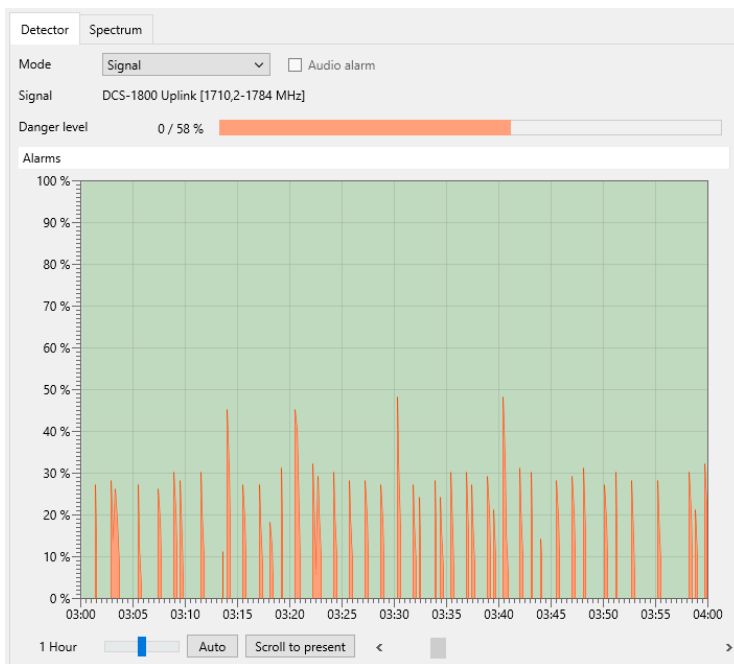 Detector Spectrum
Mode Signal Audio alarm
Signal DCS-1800 Uplink [1710,2-1784 MHz]
Danger level 0 / 58 %
Alarms
100 %
90 %
80 %
70 %
60 %
50 %
40 %
30 %
20 %
10 %
0 %
03:00 03:05 03:10 03:15 03:20 03:25 03:30 03:35 03:40 03:45 03:50 03:55 04:00
1 Hour Auto Scroll to present < >